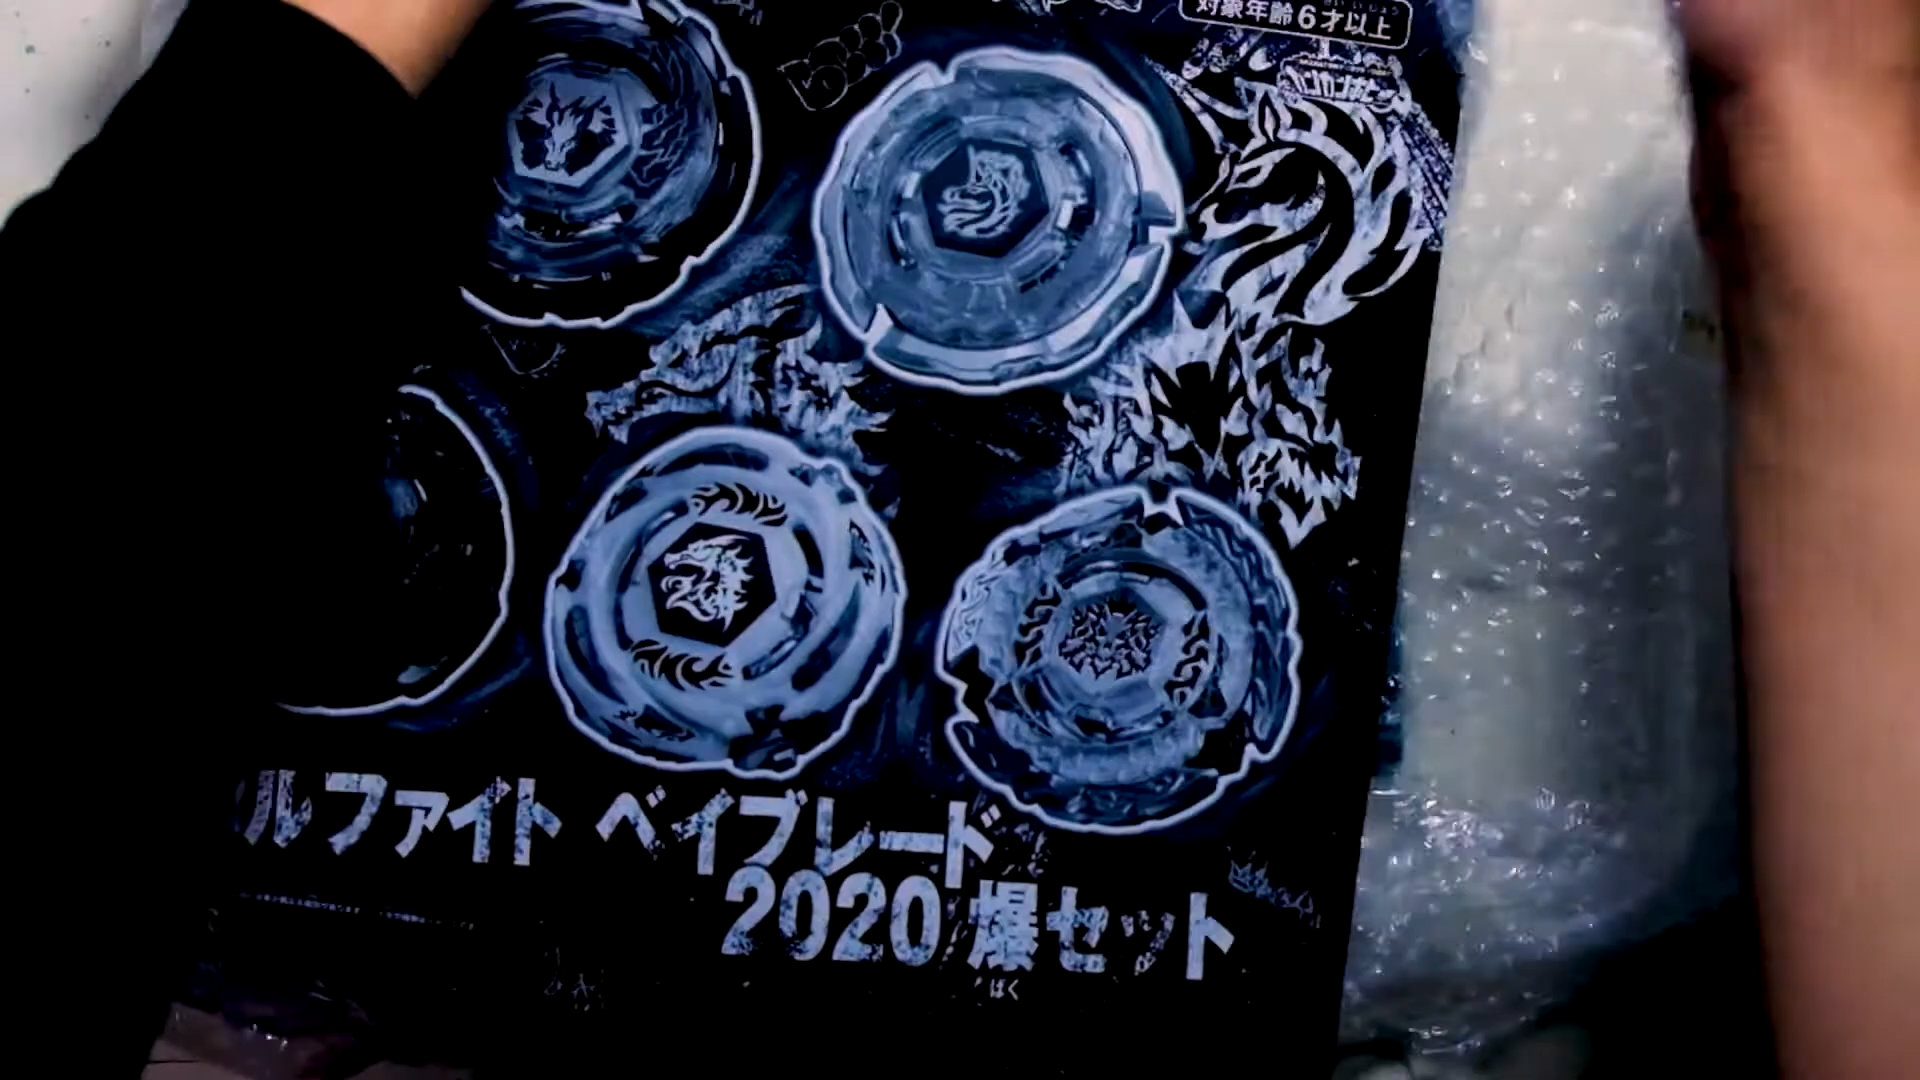 対象年齢6才以上
ルファイト ベイブレード
2020 爆セット
ばく